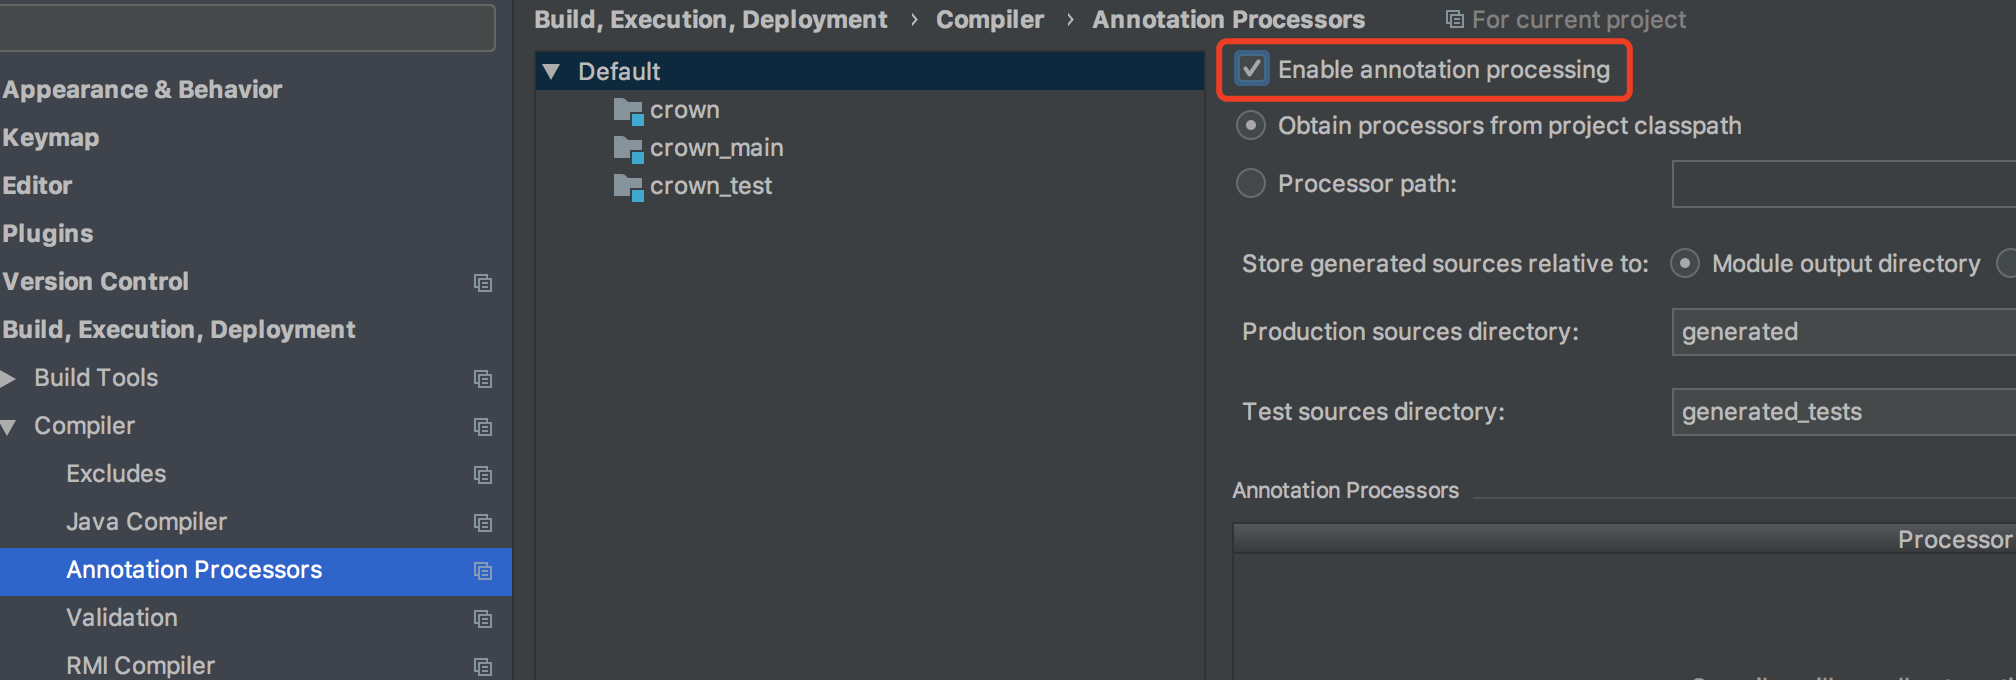 Build, Execution, Deployment › Compiler › Annotation Processors For current project
Appearance & Behavior
Keymap
Editor
Plugins
Version Control
Build, Execution, Deployment
Build Tools
Compiler
Excludes
Java Compiler
Annotation Processors
Validation
RMI Compiler
Default
crown
crown_main
crown_test
Enable annotation processing
Obtain processors from project classpath
Processor path:
Store generated sources relative to: Module output directory
Production sources directory: generated
Test sources directory: generated_tests
Annotation Processors
Processor